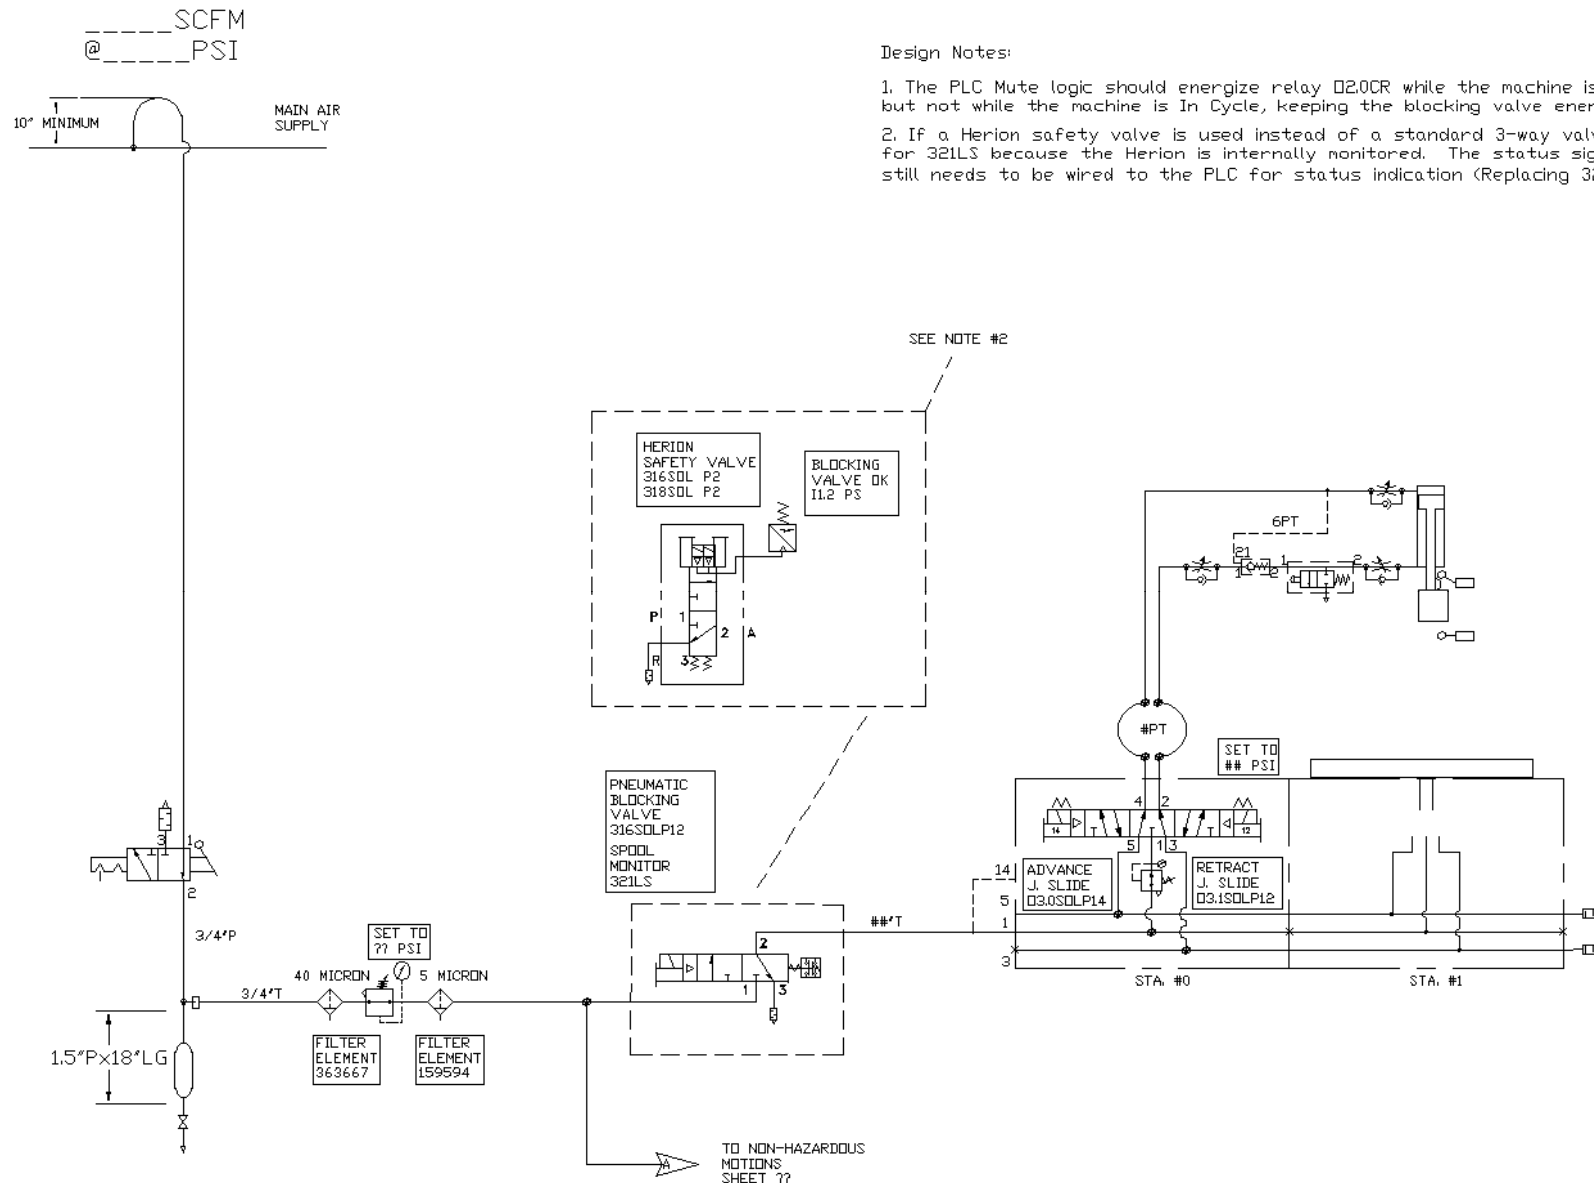 _____SCFM
@_____PSI
10" MINIMUM
MAIN AIR
SUPPLY
Design Notes:
1. The PLC Mute logic should energize relay O2.0CR while the machine is
but not while the machine is In Cycle, keeping the blocking valve ener
2. If a Herion safety valve is used instead of a standard 3-way valv
for 321LS because the Herion is internally monitored. The status sig
still needs to be wired to the PLC for status indication (Replacing 32
SEE NOTE #2
HERION
SAFETY VALVE
316SOL P2
318SOL P2
BLOCKING
VALVE OK
I1.2 PS
P
1
2
A
R
3
6PT
21
1
2
1
2
#PT
SET TO
## PSI
4
2
14
12
5
1
3
PNEUMATIC
BLOCKING
VALVE
316SOLP12
SPOOL
MONITOR
321LS
3
1
2
3/4"P
ADVANCE
J. SLIDE
O3.0SOLP14
RETRACT
J. SLIDE
O3.1SOLP12
14
5
1
3
##"T
2
1
3
STA. #0
STA. #1
SET TO
?? PSI
40 MICRON
5 MICRON
3/4"T
FILTER
ELEMENT
363667
FILTER
ELEMENT
159594
1.5"Px18"LG
A
TO NON-HAZARDOUS
MOTIONS
SHEET ??